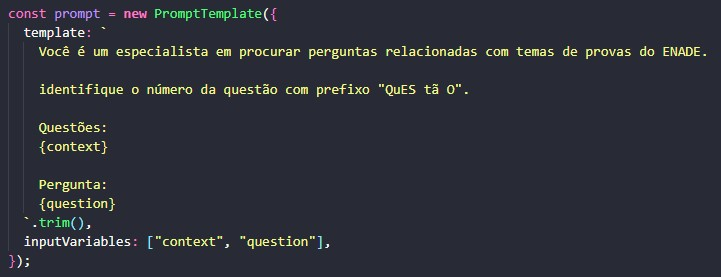 const prompt = new PromptTemplate({
template: `
Você é um especialista em procurar perguntas relacionadas com temas de provas do ENADE.
identifique o número da questão com prefixo "QuES tã O".
Questões:
{context}
Pergunta:
{question}
`.trim(),
inputVariables: ["context", "question"],
});